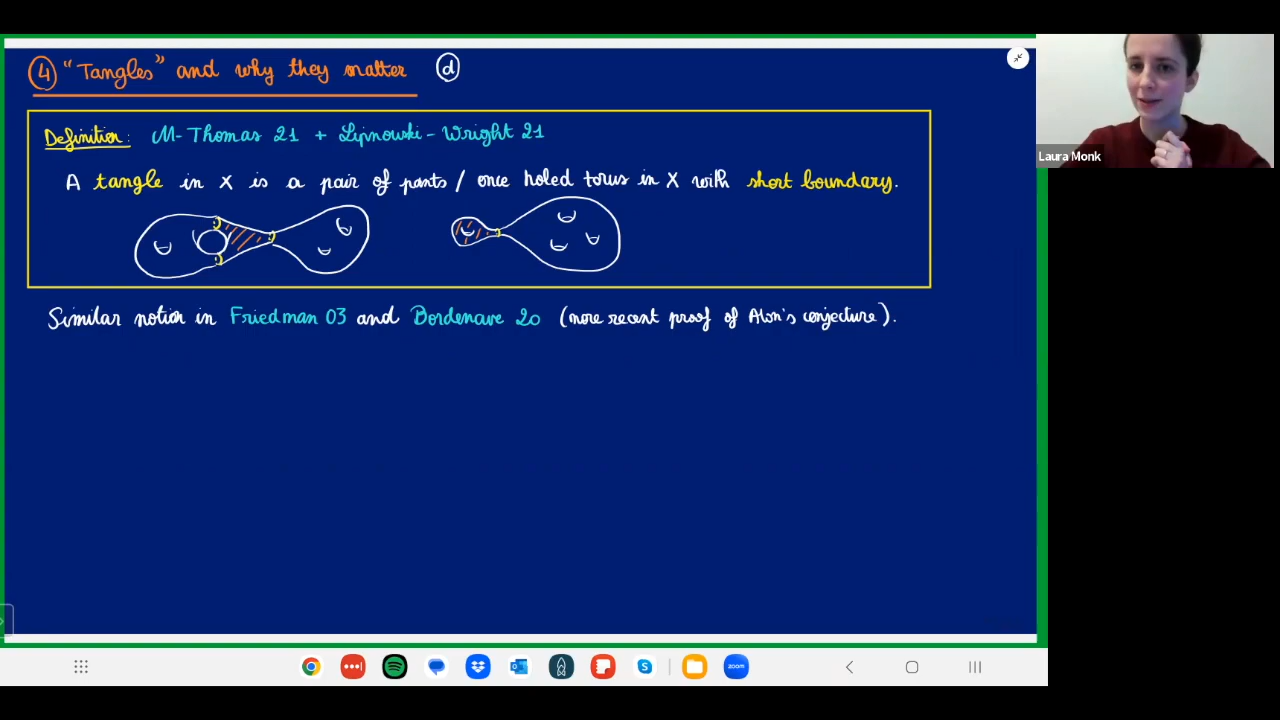 ④ "Tangles" and why they matter ⓓ
Laura Monk
Definition: M-Thomas 21 + Lipnowski-Wright 21
A tangle in X is a pair of pants / once holed torus in X with short boundary.
Similar notion in Friedman 03 and Bordenave 20 (more recent proof of Alon's conjecture).
zoom